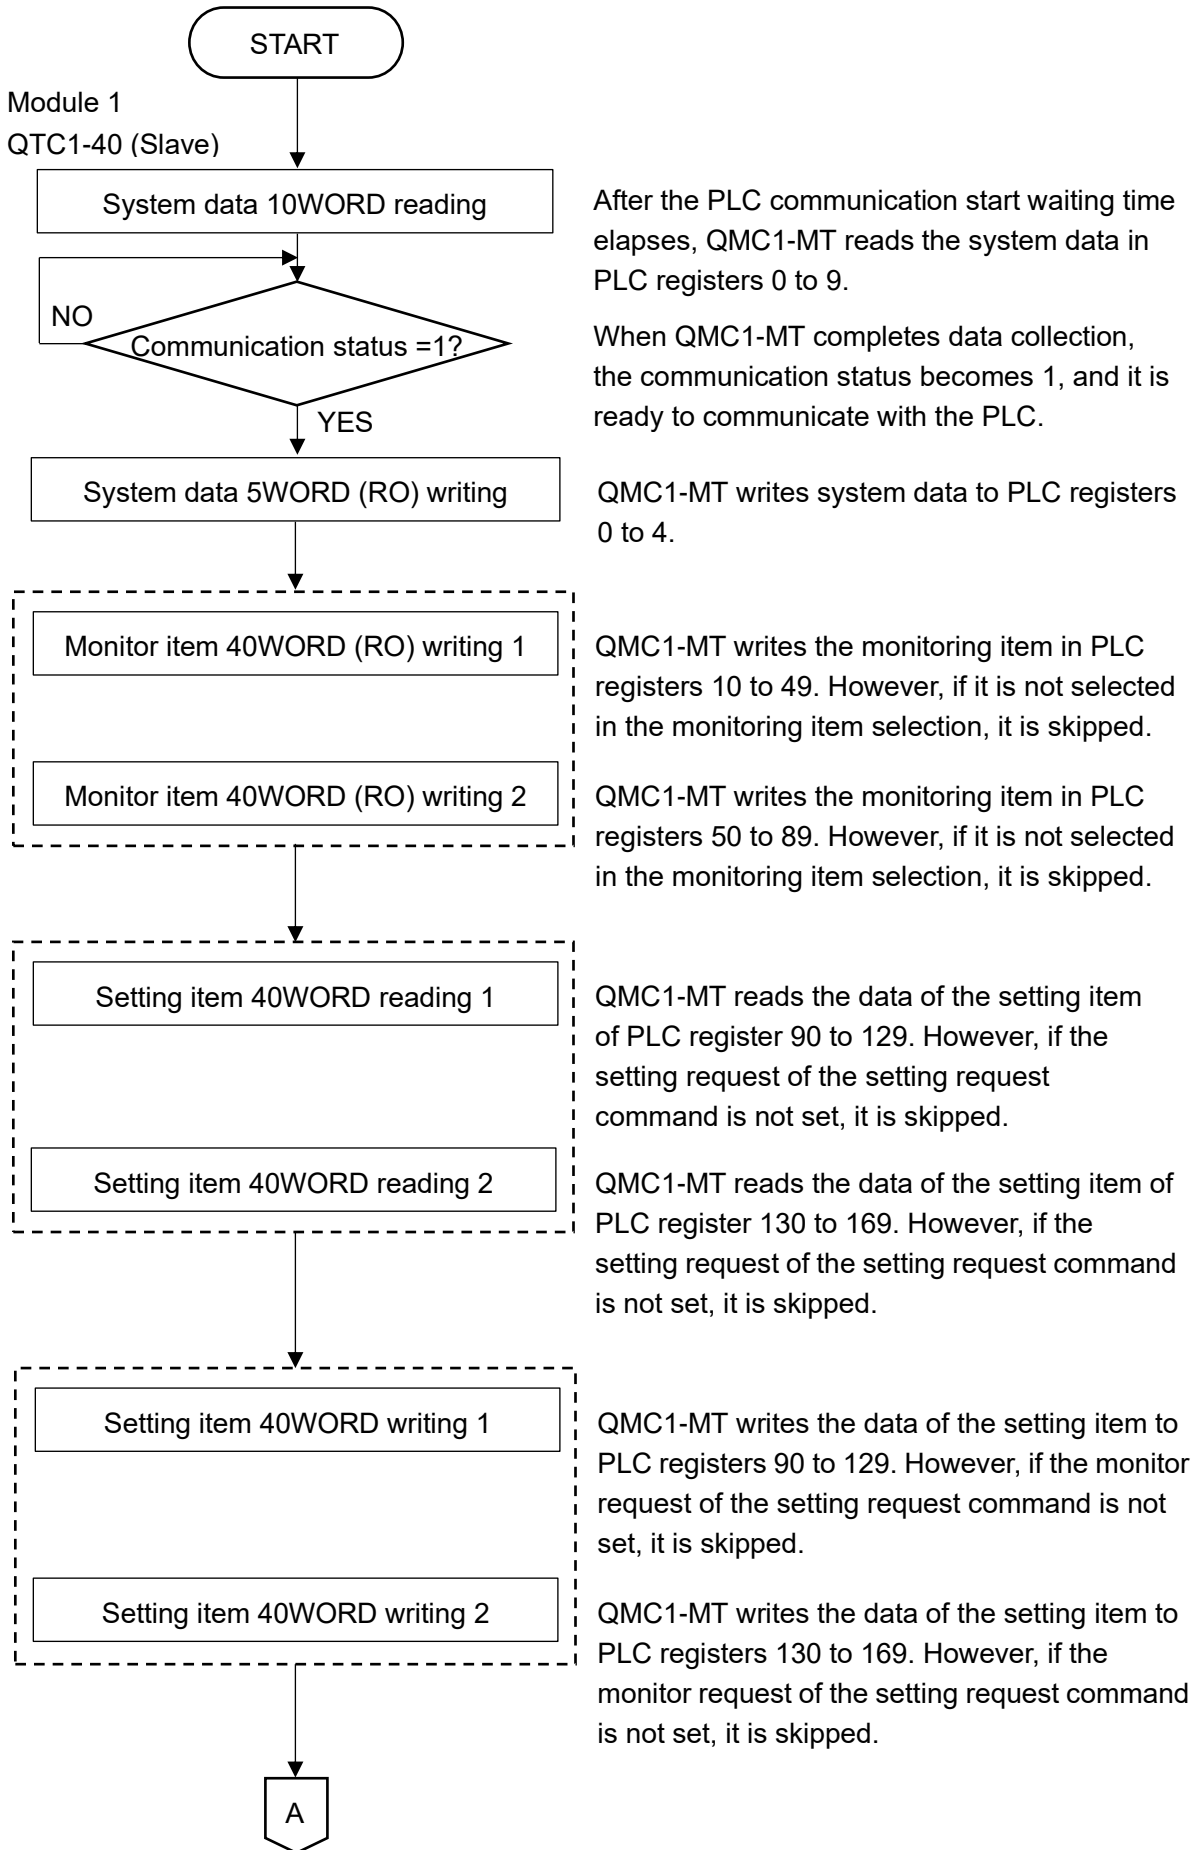 START
Module 1
QTC1-40 (Slave)
System data 10WORD reading
After the PLC communication start waiting time
elapses, QMC1-MT reads the system data in
PLC registers 0 to 9.
NO
Communication status =1?
When QMC1-MT completes data collection,
the communication status becomes 1, and it is
ready to communicate with the PLC.
YES
System data 5WORD (RO) writing
QMC1-MT writes system data to PLC registers
0 to 4.
Monitor item 40WORD (RO) writing 1
QMC1-MT writes the monitoring item in PLC
registers 10 to 49. However, if it is not selected
in the monitoring item selection, it is skipped.
Monitor item 40WORD (RO) writing 2
QMC1-MT writes the monitoring item in PLC
registers 50 to 89. However, if it is not selected
in the monitoring item selection, it is skipped.
Setting item 40WORD reading 1
QMC1-MT reads the data of the setting item
of PLC register 90 to 129. However, if the
setting request of the setting request
command is not set, it is skipped.
Setting item 40WORD reading 2
QMC1-MT reads the data of the setting item of
PLC register 130 to 169. However, if the
setting request of the setting request command
is not set, it is skipped.
Setting item 40WORD writing 1
QMC1-MT writes the data of the setting item to
PLC registers 90 to 129. However, if the monitor
request of the setting request command is not
set, it is skipped.
Setting item 40WORD writing 2
QMC1-MT writes the data of the setting item to
PLC registers 130 to 169. However, if the
monitor request of the setting request command
is not set, it is skipped.
A